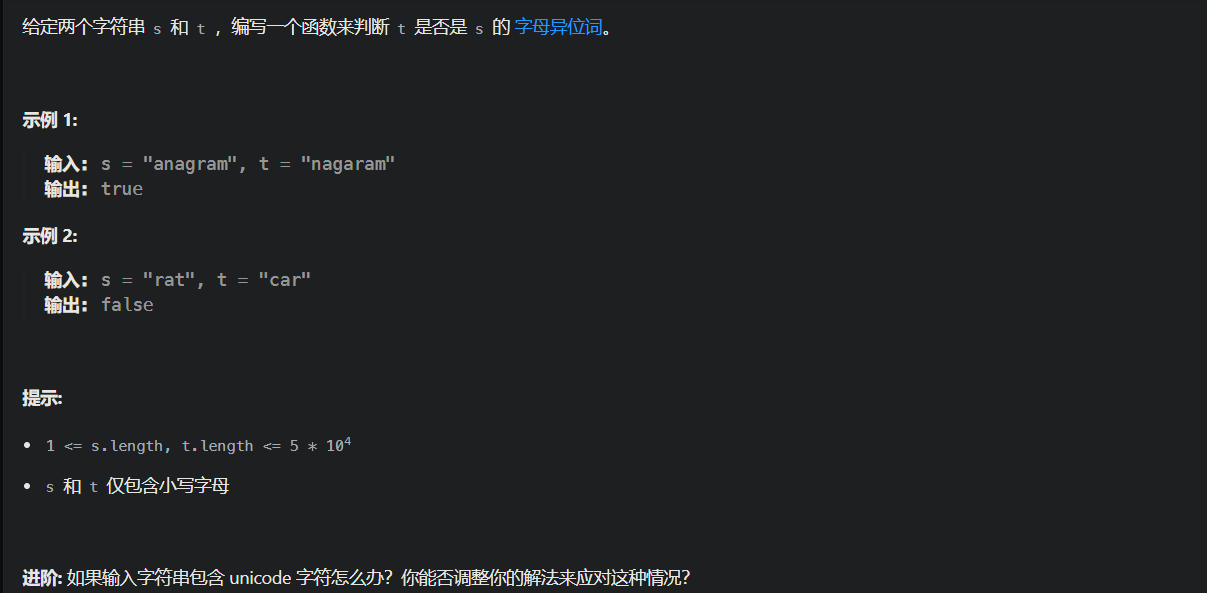 给定两个字符串 s 和 t ，编写一个函数来判断 t 是否是 s 的 字母异位词。
示例 1:
输入: s = "anagram", t = "nagaram"
输出: true
示例 2:
输入: s = "rat", t = "car"
输出: false
提示:
• 1 <= s.length, t.length <= 5 * 10⁴
• s 和 t 仅包含小写字母
进阶: 如果输入字符串包含 unicode 字符怎么办？你能否调整你的解法来应对这种情况？